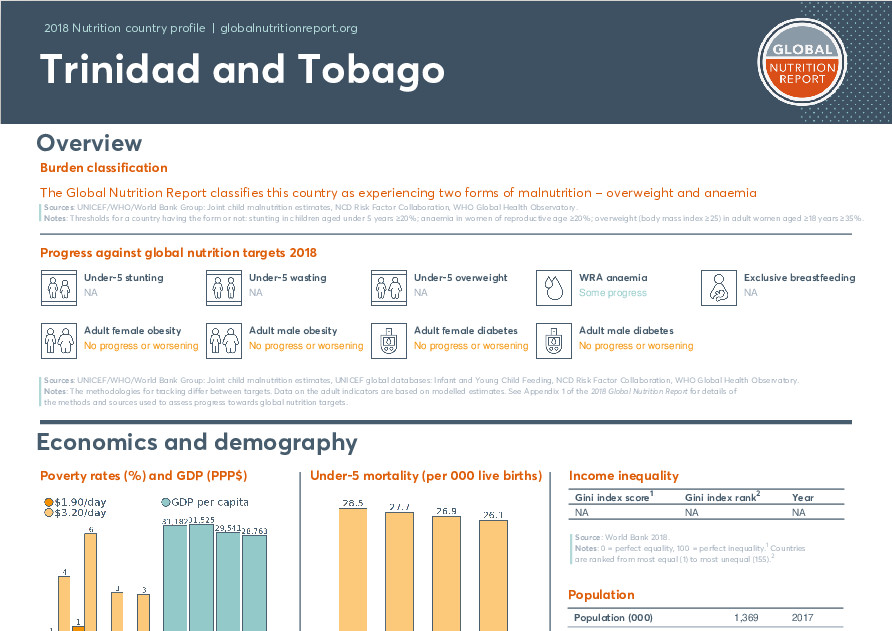 2018 Nutrition country profile | globalnutritionreport.org
Trinidad and Tobago
GLOBAL
NUTRITION
REPORT
Overview
Burden classification
The Global Nutrition Report classifies this country as experiencing two forms of malnutrition – overweight and anaemia
Sources: UNICEF/WHO/World Bank Group: Joint child malnutrition estimates, NCD Risk Factor Collaboration, WHO Global Health Observatory.
Notes: Thresholds for a country having the form or not: stunting in children aged under 5 years ≥20%; anaemia in women of reproductive age ≥20%; overweight (body mass index ≥25) in adult women aged ≥18 years ≥35%.
Progress against global nutrition targets 2018
Under-5 stunting
NA
Under-5 wasting
NA
Under-5 overweight
NA
WRA anaemia
Some progress
Exclusive breastfeeding
NA
Adult female obesity
No progress or worsening
Adult male obesity
No progress or worsening
Adult female diabetes
No progress or worsening
Adult male diabetes
No progress or worsening
Sources: UNICEF/WHO/World Bank Group: Joint child malnutrition estimates, UNICEF global databases: Infant and Young Child Feeding, NCD Risk Factor Collaboration, WHO Global Health Observatory.
Notes: The methodologies for tracking differ between targets. Data on the adult indicators are based on modelled estimates. See Appendix 1 of the 2018 Global Nutrition Report for details of
the methods and sources used to assess progress towards global nutrition targets.
Economics and demography
Poverty rates (%) and GDP (PPP$)
$1.90/day
$3.20/day
GDP per capita
31,182 31,525 29,541 28,763
6
4
3 3
1 1
Under-5 mortality (per 000 live births)
28.5 27.7 26.9 26.1
Income inequality
Gini index score1 Gini index rank2 Year
NA NA NA
Source: World Bank 2018.
Notes: 0 = perfect equality, 100 = perfect inequality.1 Countries
are ranked from most equal (1) to most unequal (155).2
Population
Population (000) 1,369 2017